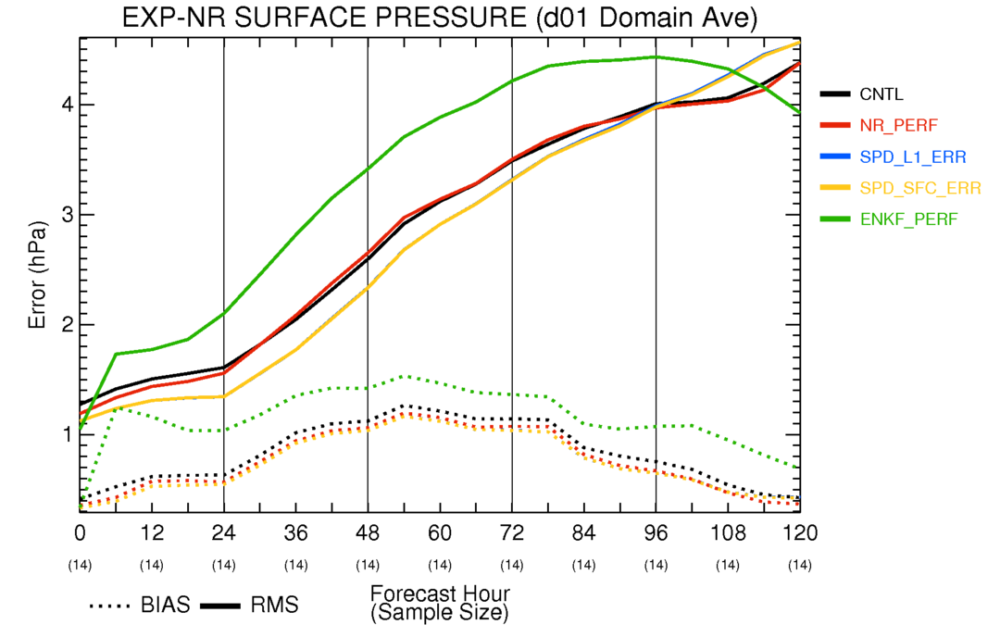 EXP-NR SURFACE PRESSURE (d01 Domain Ave)
Error (hPa)
4
3
2
1
0 12 24 36 48 60 72 84 96 108 120
(14) (14) (14) (14) (14) (14) (14) (14) (14) (14) (14)
Forecast Hour
(Sample Size)
BIAS RMS
CNTL
NR_PERF
SPD_L1_ERR
SPD_SFC_ERR
ENKF_PERF